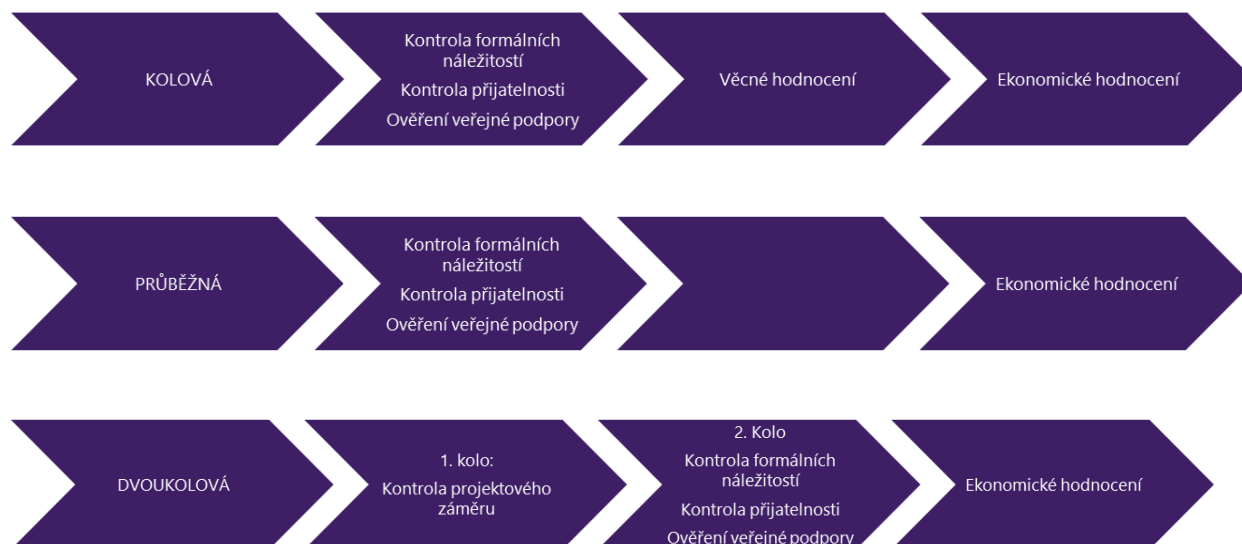 KOLOVÁ
Kontrola formálních
náležitostí
Kontrola přijatelnosti
Ověření veřejné podpory
Věcné hodnocení
Ekonomické hodnocení
PRŮBĚŽNÁ
Kontrola formálních
náležitostí
Kontrola přijatelnosti
Ověření veřejné podpory
Ekonomické hodnocení
DVOUKOLOVÁ
1. kolo:
Kontrola projektového
záměru
2. Kolo
Kontrola formálních
náležitostí
Kontrola přijatelnosti
Ověření veřejné podpory
Ekonomické hodnocení